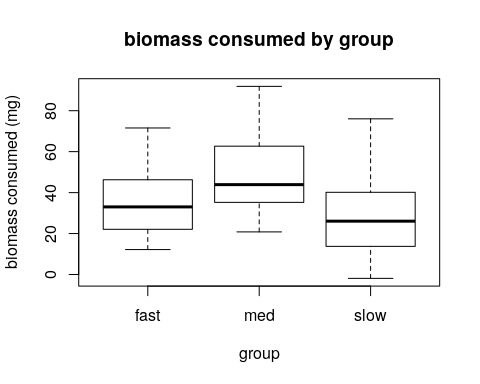 biomass consumed by group
biomass consumed (mg)
80
60
40
20
0
fast med slow
group